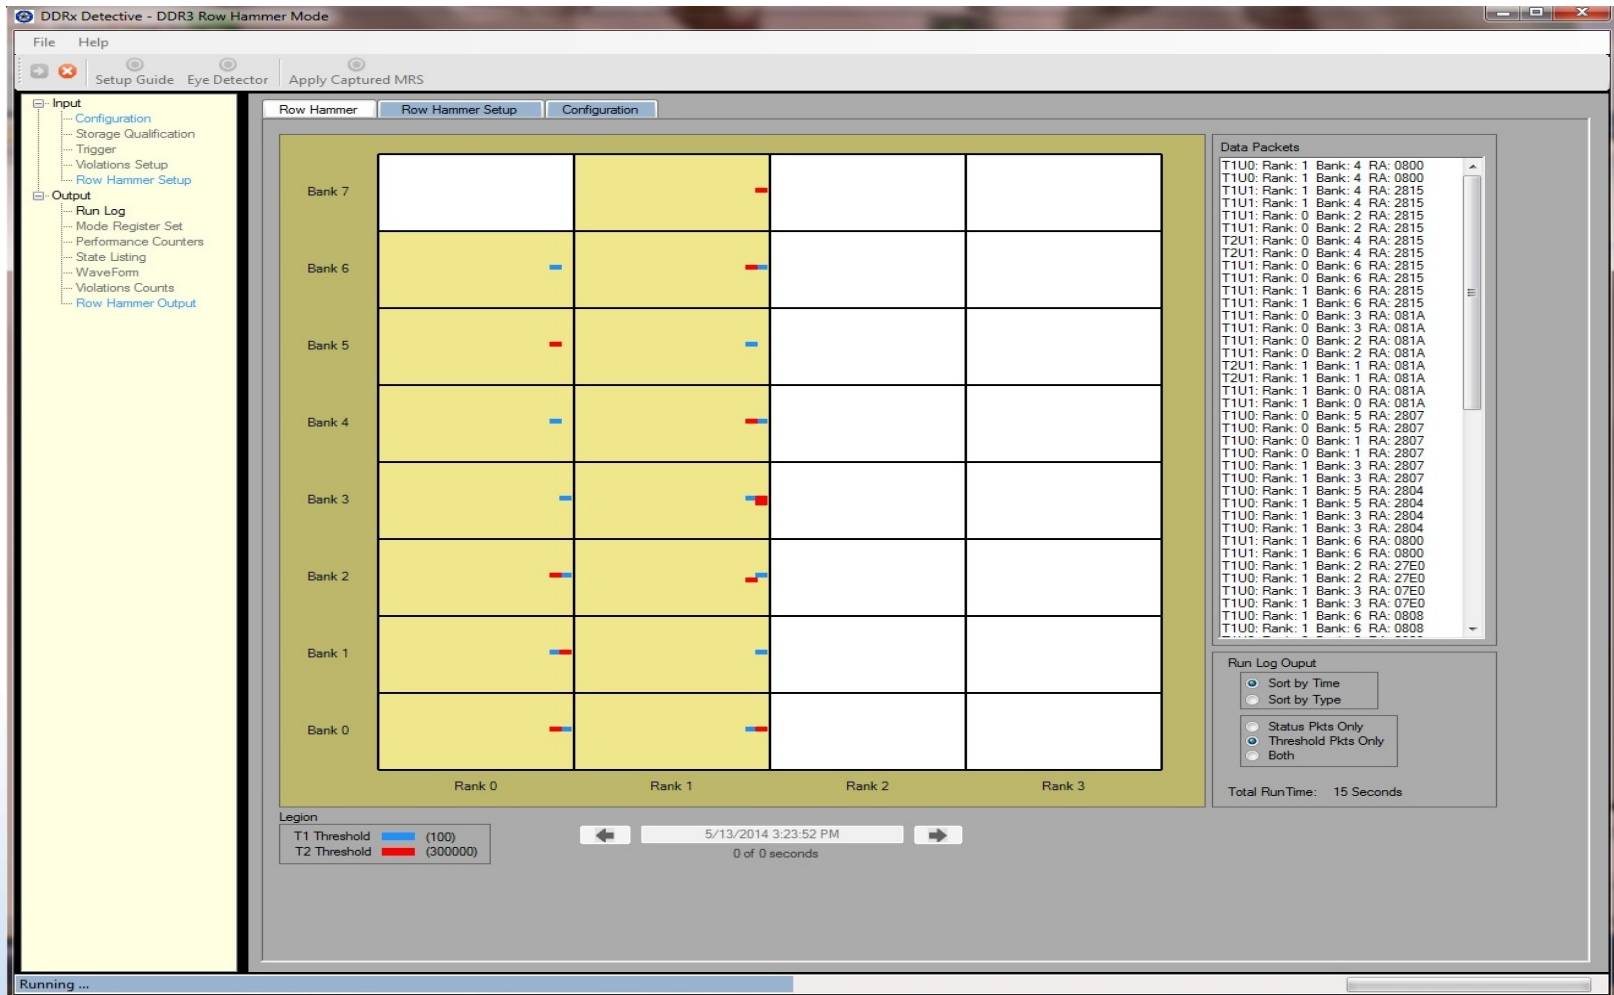 DDRx Detective - DDR3 Row Hammer Mode
File Help
Setup Guide Eye Detector Apply Captured MRS
Input
Configuration
Storage Qualification
Trigger
Violations Setup
Row Hammer Setup
Output
Run Log
Mode Register Set
Performance Counters
State Listing
WaveForm
Violations Counts
Row Hammer Output
Row Hammer Row Hammer Setup Configuration
Bank 7
Bank 6
Bank 5
Bank 4
Bank 3
Bank 2
Bank 1
Bank 0
Rank 0 Rank 1 Rank 2 Rank 3
Legion
T1 Threshold (100)
T2 Threshold (300000)
5/13/2014 3:23:52 PM
0 of 0 seconds
Data Packets
T1U0: Rank: 1 Bank: 4 RA: 0800
T1U0: Rank: 1 Bank: 4 RA: 0800
T1U1: Rank: 1 Bank: 4 RA: 2815
T1U1: Rank: 1 Bank: 4 RA: 2815
T1U1: Rank: 0 Bank: 2 RA: 2815
T1U1: Rank: 0 Bank: 2 RA: 2815
T2U1: Rank: 0 Bank: 4 RA: 2815
T2U1: Rank: 0 Bank: 4 RA: 2815
T1U1: Rank: 0 Bank: 6 RA: 2815
T1U1: Rank: 0 Bank: 6 RA: 2815
T1U1: Rank: 1 Bank: 6 RA: 2815
T1U1: Rank: 1 Bank: 6 RA: 2815
T1U1: Rank: 0 Bank: 3 RA: 081A
T1U1: Rank: 0 Bank: 3 RA: 081A
T1U1: Rank: 0 Bank: 2 RA: 081A
T1U1: Rank: 0 Bank: 2 RA: 081A
T2U1: Rank: 1 Bank: 1 RA: 081A
T2U1: Rank: 1 Bank: 1 RA: 081A
T1U1: Rank: 1 Bank: 0 RA: 081A
T1U1: Rank: 1 Bank: 0 RA: 081A
T1U0: Rank: 0 Bank: 5 RA: 2807
T1U0: Rank: 0 Bank: 5 RA: 2807
T1U0: Rank: 0 Bank: 1 RA: 2807
T1U0: Rank: 0 Bank: 1 RA: 2807
T1U0: Rank: 1 Bank: 3 RA: 2807
T1U0: Rank: 1 Bank: 3 RA: 2807
T1U0: Rank: 1 Bank: 5 RA: 2804
T1U0: Rank: 1 Bank: 5 RA: 2804
T1U0: Rank: 1 Bank: 3 RA: 2804
T1U0: Rank: 1 Bank: 3 RA: 2804
T1U1: Rank: 1 Bank: 6 RA: 0800
T1U1: Rank: 1 Bank: 6 RA: 0800
T1U0: Rank: 1 Bank: 2 RA: 27E0
T1U0: Rank: 1 Bank: 2 RA: 27E0
T1U0: Rank: 1 Bank: 3 RA: 07E0
T1U0: Rank: 1 Bank: 3 RA: 07E0
T1U0: Rank: 1 Bank: 6 RA: 0808
T1U0: Rank: 1 Bank: 6 RA: 0808
Run Log Ouput
Sort by Time
Sort by Type
Status Pkts Only
Threshold Pkts Only
Both
Total RunTime: 15 Seconds
Running ...